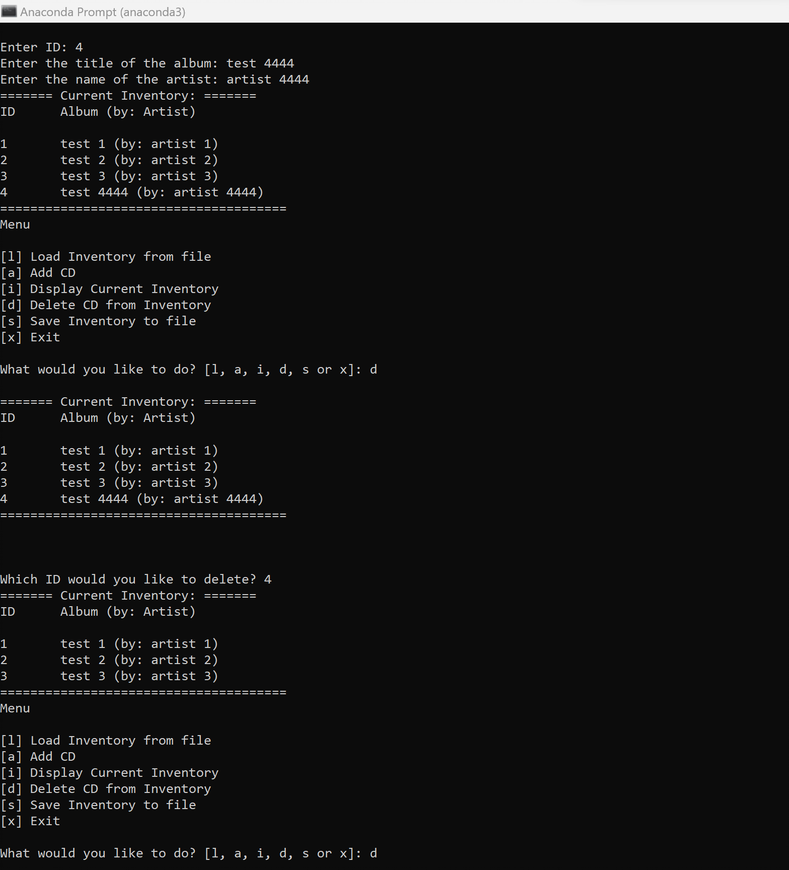 Anaconda Prompt (anaconda3)
Enter ID: 4
Enter the title of the album: test 4444
Enter the name of the artist: artist 4444
======= Current Inventory: =======
ID      Album (by: Artist)
1       test 1 (by: artist 1)
2       test 2 (by: artist 2)
3       test 3 (by: artist 3)
4       test 4444 (by: artist 4444)
======================================
Menu
[l] Load Inventory from file
[a] Add CD
[i] Display Current Inventory
[d] Delete CD from Inventory
[s] Save Inventory to file
[x] Exit
What would you like to do? [l, a, i, d, s or x]: d
======= Current Inventory: =======
ID      Album (by: Artist)
1       test 1 (by: artist 1)
2       test 2 (by: artist 2)
3       test 3 (by: artist 3)
4       test 4444 (by: artist 4444)
======================================
Which ID would you like to delete? 4
======= Current Inventory: =======
ID      Album (by: Artist)
1       test 1 (by: artist 1)
2       test 2 (by: artist 2)
3       test 3 (by: artist 3)
======================================
Menu
[l] Load Inventory from file
[a] Add CD
[i] Display Current Inventory
[d] Delete CD from Inventory
[s] Save Inventory to file
[x] Exit
What would you like to do? [l, a, i, d, s or x]: d